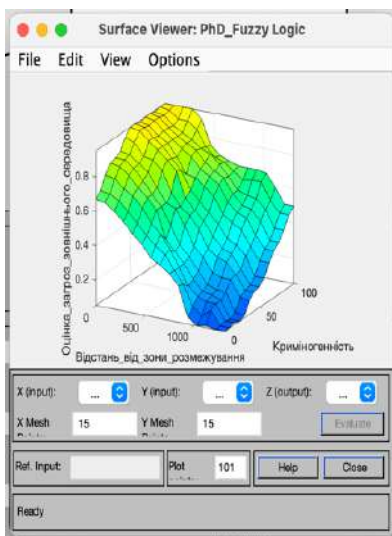 Surface Viewer: PhD_Fuzzy Logic
File Edit View Options
Оцінка_загроз_зовнішнього_середовища
0.8
0.6
0.4
0.2
0
500
1000
0
50
100
Відстань_від_зони_розмежування
Криміногенність
X (input): ... Y (input): ... Z (output): ...
X Mesh 15 Y Mesh 15 Evaluate
Ref. Input: Plot 101 Help Close
Ready